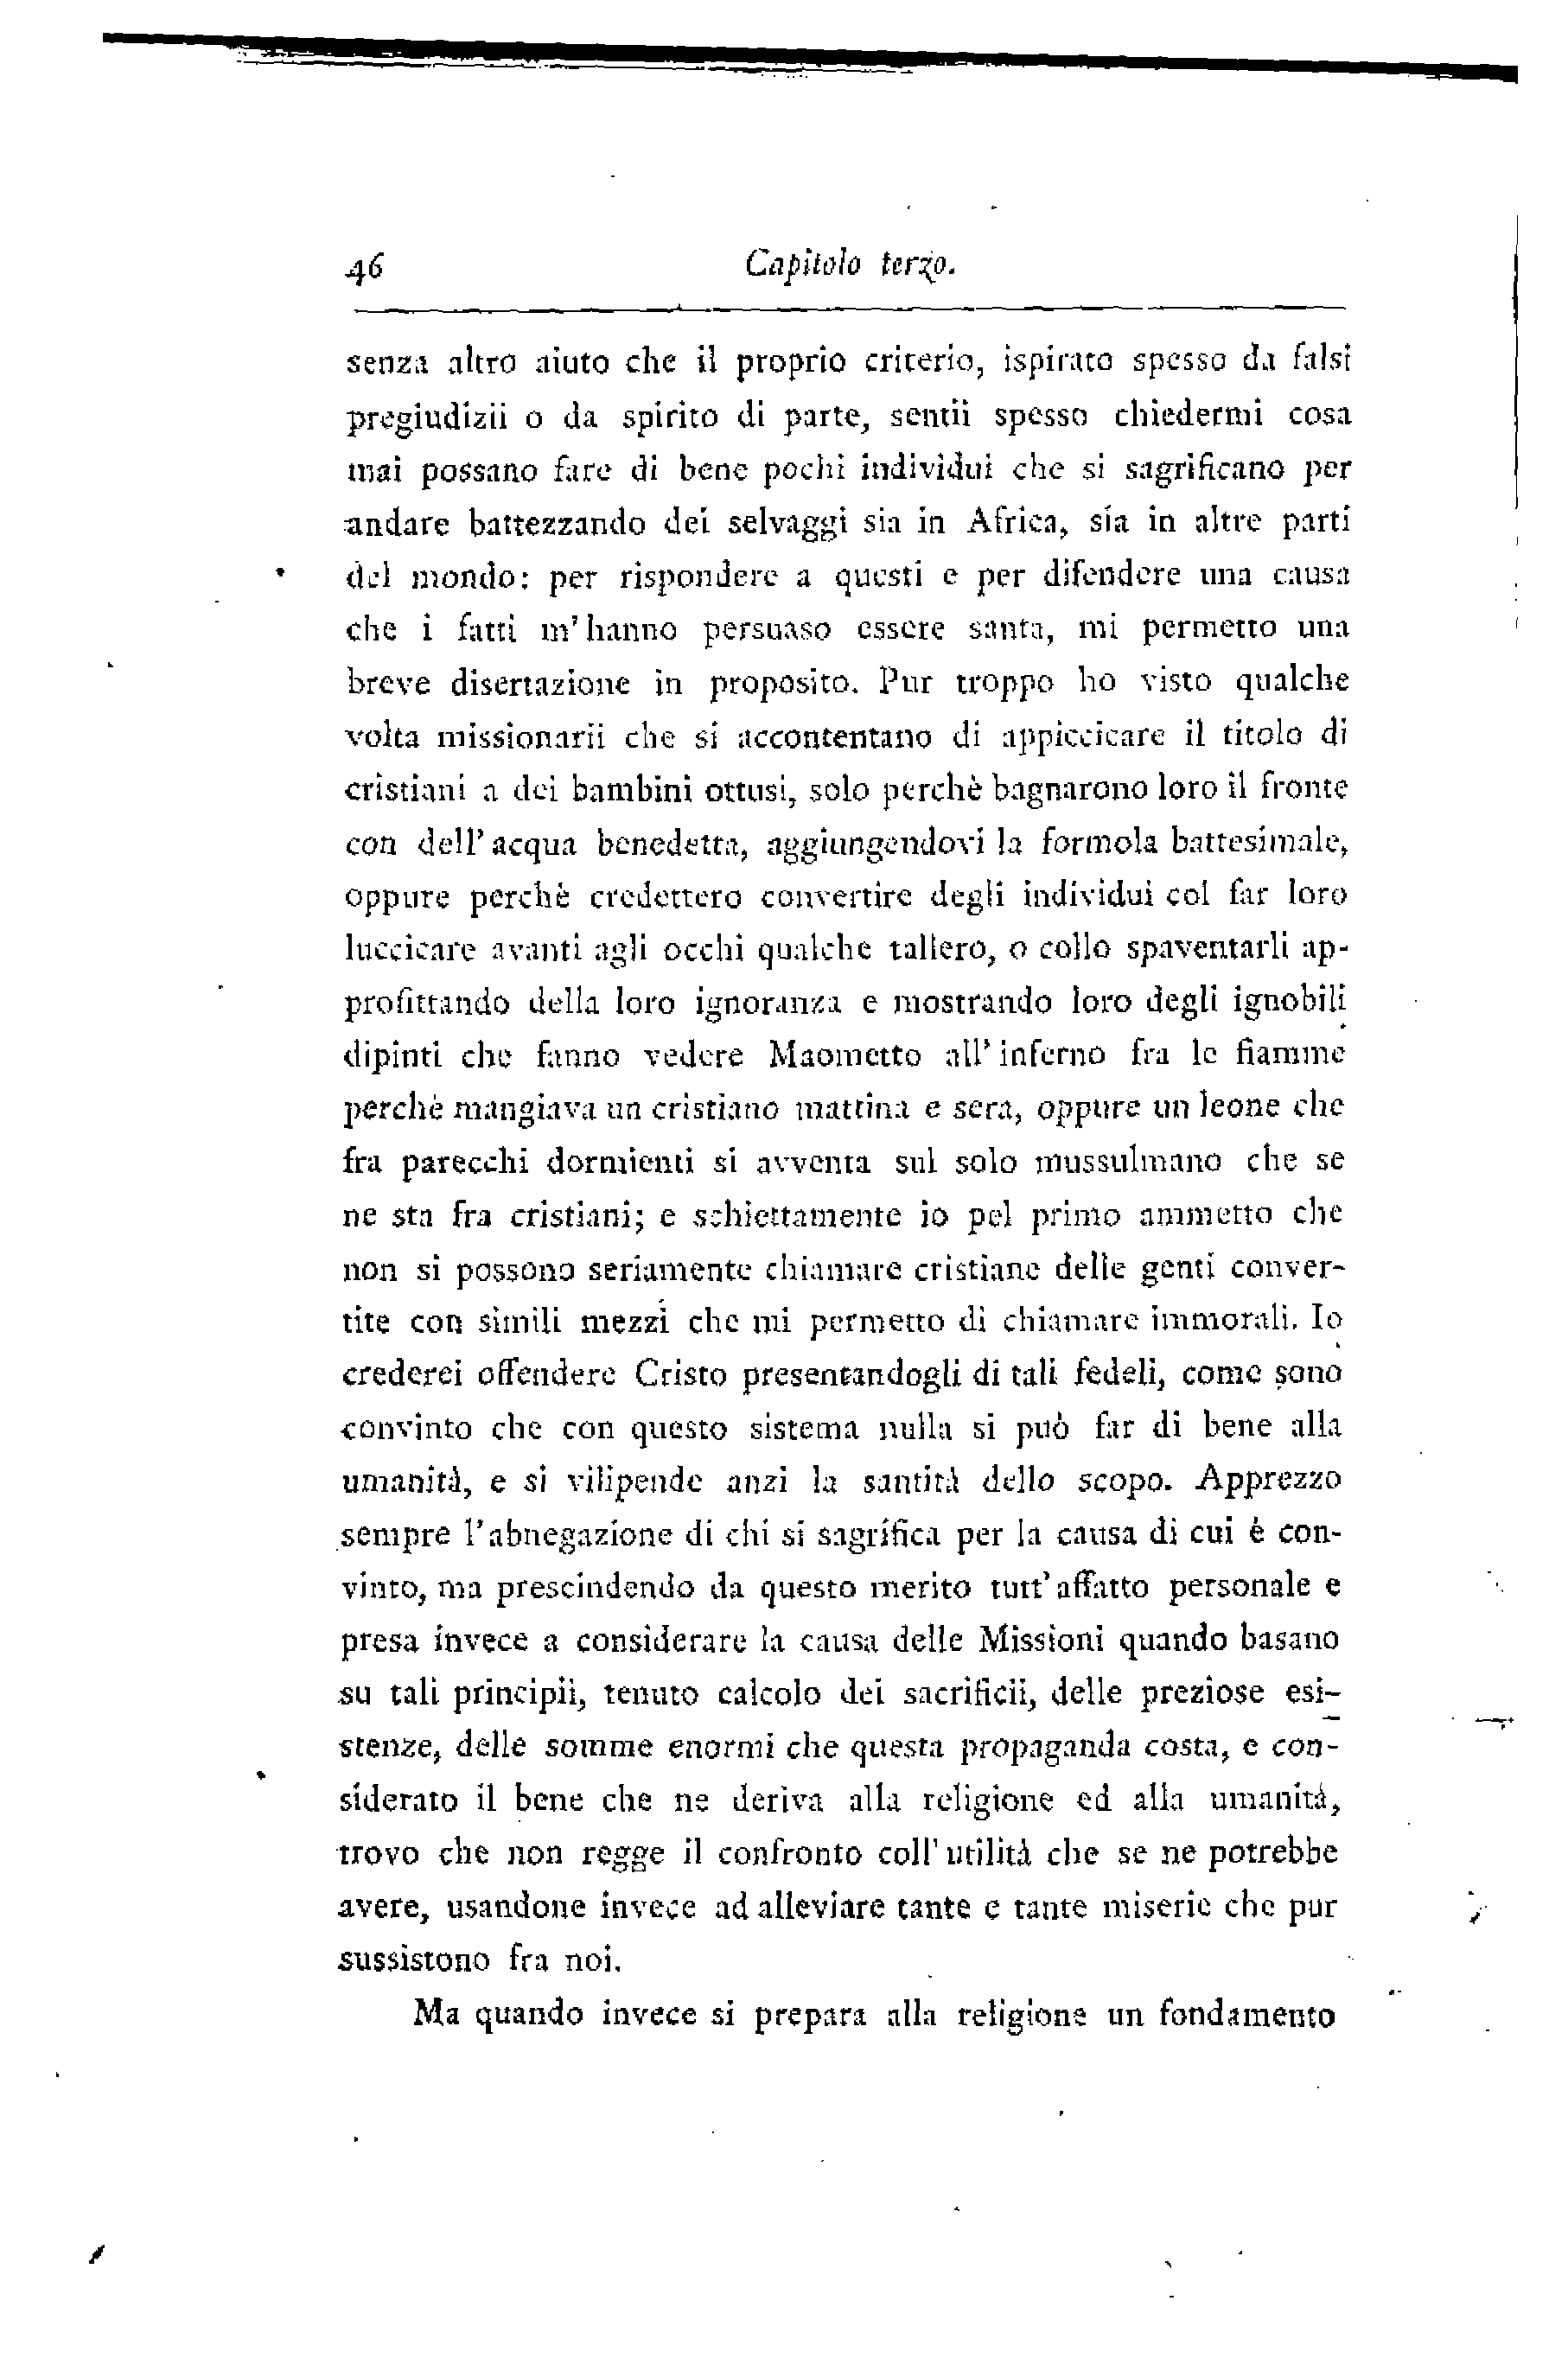 46 Capitolo terzo.
senza altro aiuto che il proprio criterio, ispirato spesso da falsi
pregiudizii o da spirito di parte, sentii spesso chiedermi cosa
mai possano fare di bene pochi individui che si sagrificano per
andare battezzando dei selvaggi sia in Africa, sia in altre parti
del mondo: per rispondere a questi e per difendere una causa
che i fatti m'hanno persuaso essere santa, mi permetto una
breve disertazione in proposito. Pur troppo ho visto qualche
volta missionarii che si accontentano di appiccicare il titolo di
cristiani a dei bambini ottusi, solo perchè bagnarono loro il fronte
con dell'acqua benedetta, aggiungendovi la formola battesimale,
oppure perchè credettero convertire degli individui col far loro
luccicare avanti agli occhi qualche tallero, o collo spaventarli ap-
profittando della loro ignoranza e mostrando loro degli ignobili
dipinti che fanno vedere Maometto all'inferno fra le fiamme
perchè mangiava un cristiano mattina e sera, oppure un leone che
fra parecchi dormienti si avventa sul solo mussulmano che se
ne sta fra cristiani; e schiettamente io pel primo ammetto che
non si possono seriamente chiamare cristiane delle genti conver-
tite con simili mezzi che mi permetto di chiamare immorali. Io
crederei offendere Cristo presentandogli di tali fedeli, come sono
convinto che con questo sistema nulla si può far di bene alla
umanità, e si vilipende anzi la santità dello scopo. Apprezzo
sempre l'abnegazione di chi si sagrifica per la causa di cui è con-
vinto, ma prescindendo da questo merito tutt'affatto personale e
presa invece a considerare la causa delle Missioni quando basano
su tali principii, tenuto calcolo dei sacrificii, delle preziose esi-
stenze, delle somme enormi che questa propaganda costa, e con-
siderato il bene che ne deriva alla religione ed alla umanità,
trovo che non regge il confronto coll'utilità che se ne potrebbe
avere, usandone invece ad alleviare tante e tante miserie che pur
sussistono fra noi.
Ma quando invece si prepara alla religione un fondamento